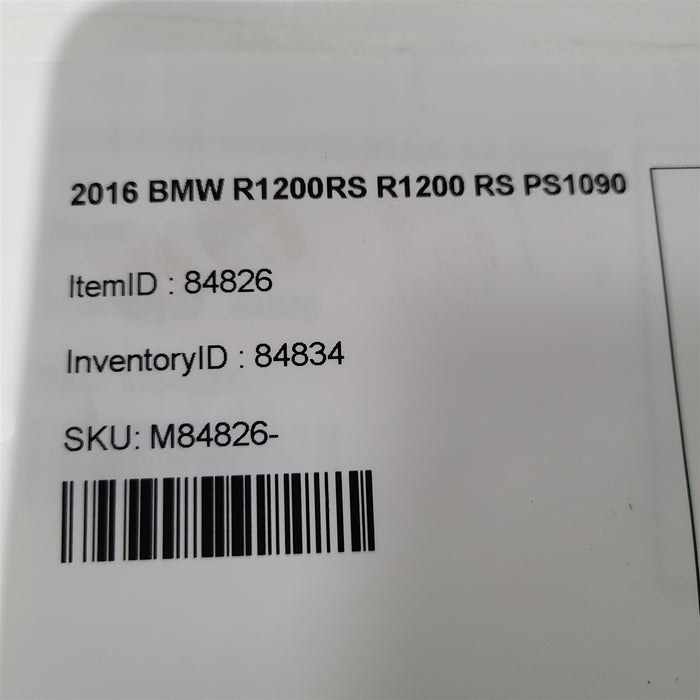 2016 BMW R1200RS R1200 RS PS1090
ItemID : 84826
InventoryID : 84834
SKU: M84826-